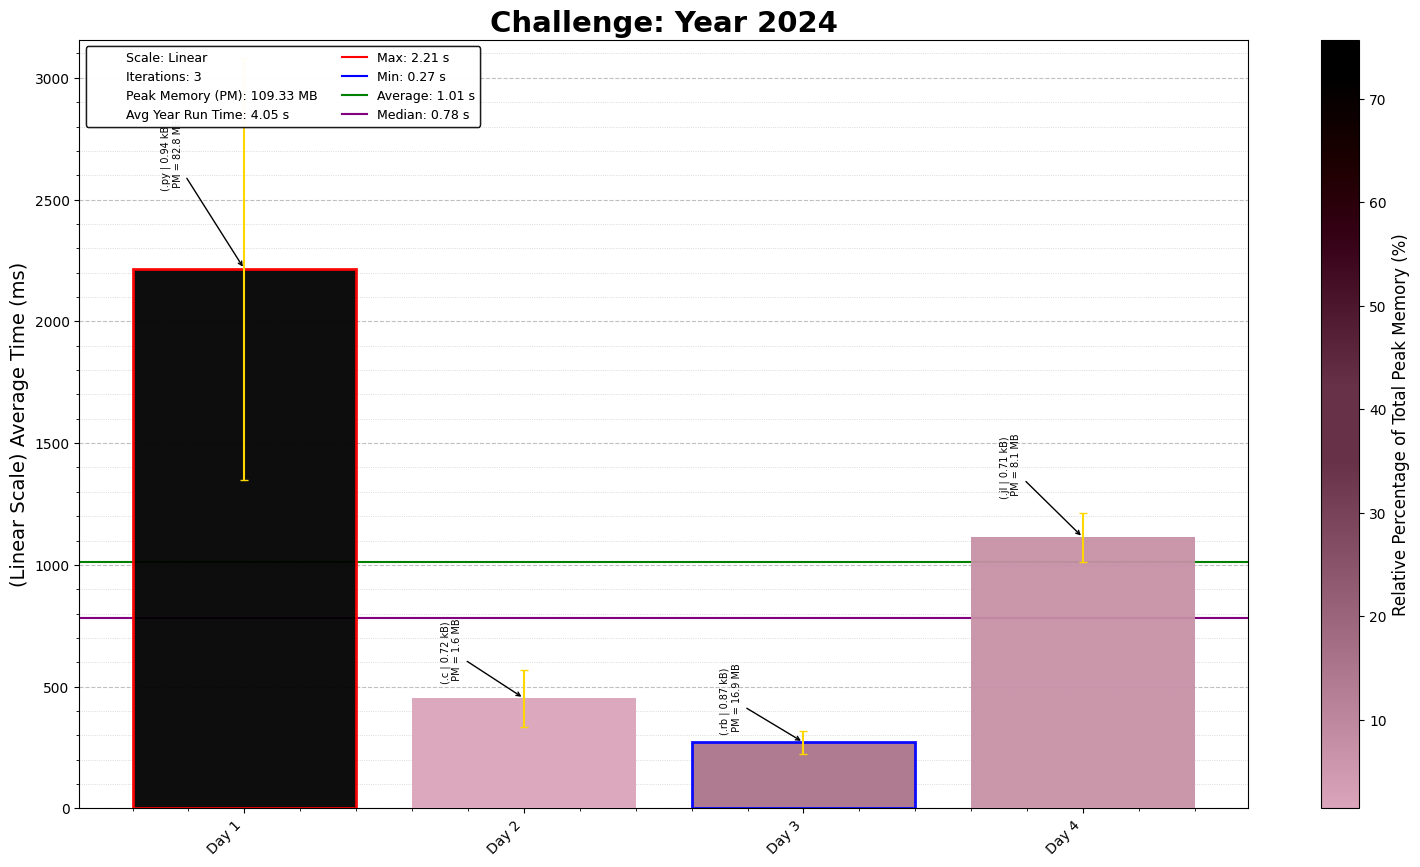 Challenge: Year 2024
Scale: Linear
Iterations: 3
Peak Memory (PM): 109.33 MB
Avg Year Run Time: 4.05 s
Max: 2.21 s
Min: 0.27 s
Average: 1.01 s
Median: 0.78 s
(Linear Scale) Average Time (ms)
3000
2500
2000
1500
1000
500
0
(.py | 0.94 kB)
PM = 82.8 M
(.c | 0.72 kB)
PM = 1.6 MB
(.rb | 0.87 kB)
PM = 16.9 MB
(.jl | 0.71 kB)
PM = 8.1 MB
Day 1
Day 2
Day 3
Day 4
70
60
50
40
30
20
10
Relative Percentage of Total Peak Memory (%)